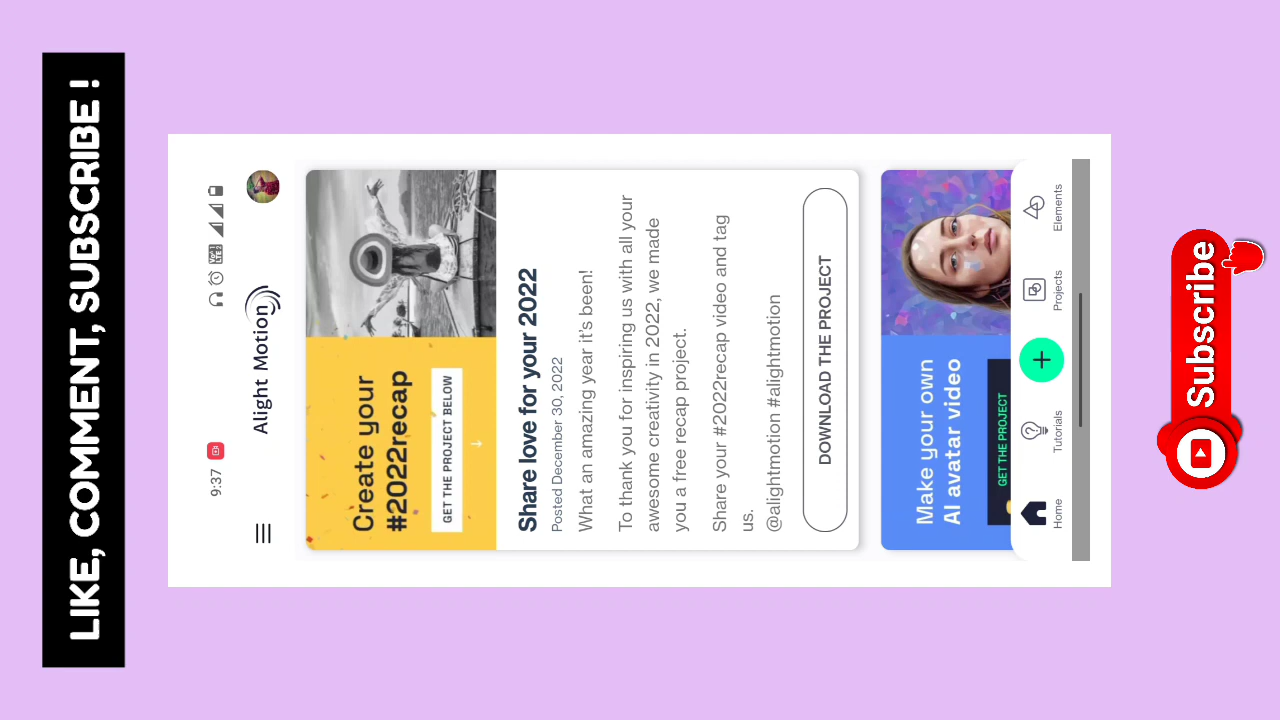 LIKE, COMMENT, SUBSCRIBE !
9:37
Alight Motion
Create your
#2022recap
GET THE PROJECT BELOW
Share love for your 2022
Posted December 30, 2022
What an amazing year it's been!
To thank you for inspiring us with all your
awesome creativity in 2022, we made
you a free recap project.
Share your #2022recap video and tag
us.
@alightmotion #alightmotion
DOWNLOAD THE PROJECT
Make your own
AI avatar video
GET THE PROJECT
Home
Tutorials
Projects
Elements
Subscribe